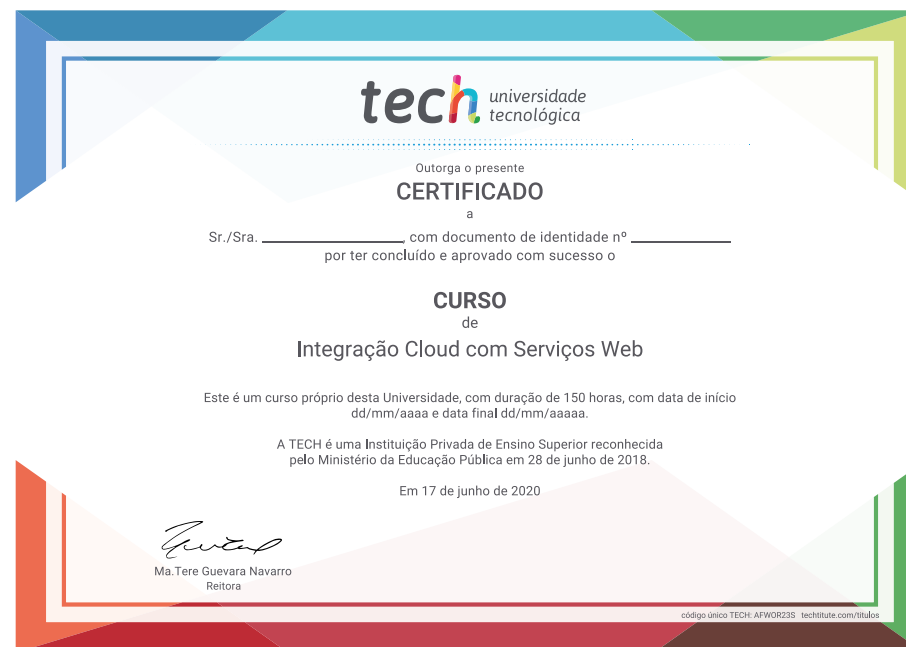 tech universidade
tecnológica
Outorga o presente
CERTIFICADO
a
Sr./Sra. ____________, com documento de identidade nº ____________
por ter concluído e aprovado com sucesso o
CURSO
de
Integração Cloud com Serviços Web
Este é um curso próprio desta Universidade, com duração de 150 horas, com data de início
dd/mm/aaaa e data final dd/mm/aaaaa.
A TECH é uma Instituição Privada de Ensino Superior reconhecida
pelo Ministério da Educação Pública em 28 de junho de 2018.
Em 17 de junho de 2020
Ma.Tere Guevara Navarro
Reitora
código único TECH: AFWOR23S techtitute.com/títulos